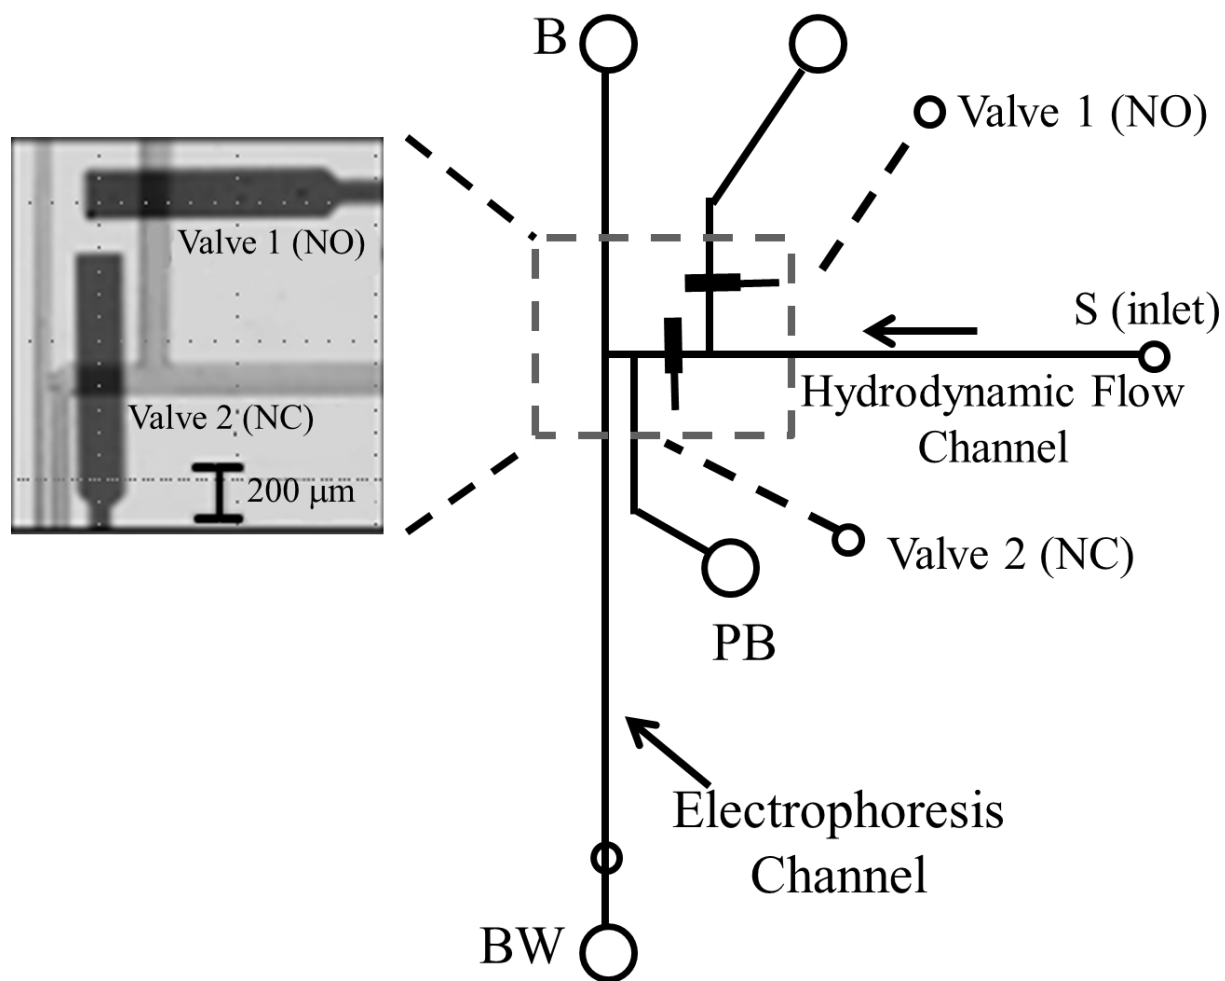 B
Valve 1 (NO)
Valve 1 (NO)
S (inlet)
Hydrodynamic Flow
Channel
Valve 2 (NC)
200 μm
Valve 2 (NC)
PB
Electrophoresis
Channel
BW